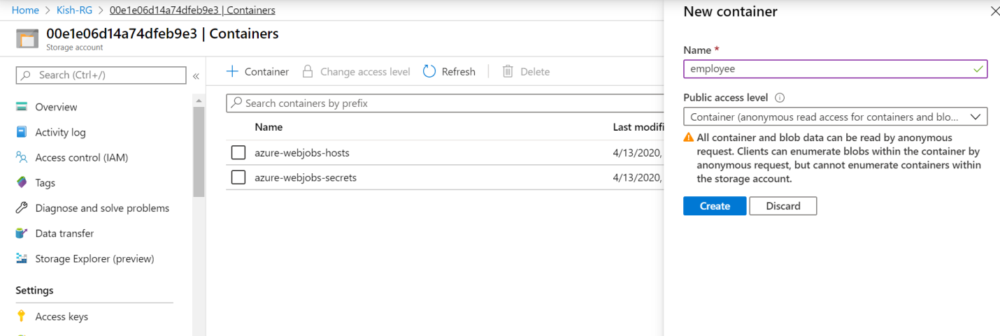 Home > Kish-RG > 00e1e06d14a74dfeb9e3 | Containers
00e1e06d14a74dfeb9e3 | Containers
Storage account
Search (Ctrl+/)
«
Overview
Activity log
Access control (IAM)
Tags
Diagnose and solve problems
Data transfer
Storage Explorer (preview)
Settings
Access keys
+ Container
Change access level
Refresh
Delete
Search containers by prefix
Name Last modifi
azure-webjobs-hosts 4/13/2020,
azure-webjobs-secrets 4/13/2020,
New container
Name *
employee
Public access level
Container (anonymous read access for containers and blo...
All container and blob data can be read by anonymous
request. Clients can enumerate blobs within the container by
anonymous request, but cannot enumerate containers within
the storage account.
Create Discard